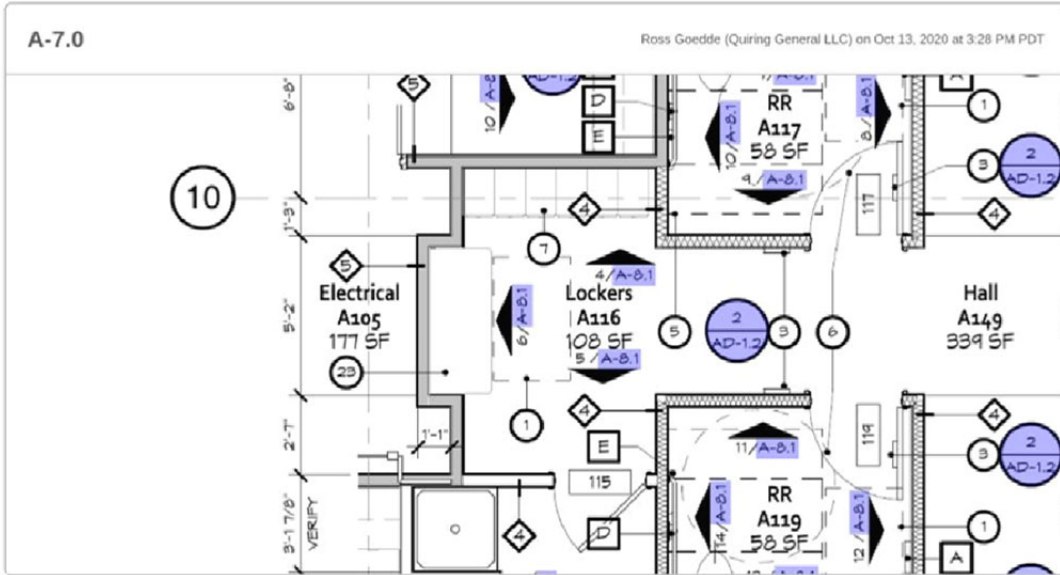 A-7.0
Ross Goedde (Quiring General LLC) on Oct 13, 2020 at 3:28 PM PDT
6'-8"
5
10 / A-8
AD-1.2
D
E
10 / A-8.1
RR
A117
58 SF
9 / A-8.1
8 / A-8.1
A
1
2
AD-1.2
3
117
4
10
1'-3"
4
7
5
4 / A-8.1
Electrical
A105
177 SF
5'-2"
6 / A-8.1
Lockers
A116
108 SF
5 / A-8.1
5
2
AD-1.2
3
6
Hall
A149
339 SF
23
1
4
2'-7"
1'-1"
E
115
11 / A-8.1
119
4
3
2
AD-1.2
3'-1 7/8"
VERIFY
4
D
14 / A-8.1
RR
A119
58 SF
12 / A-8.1
1
A